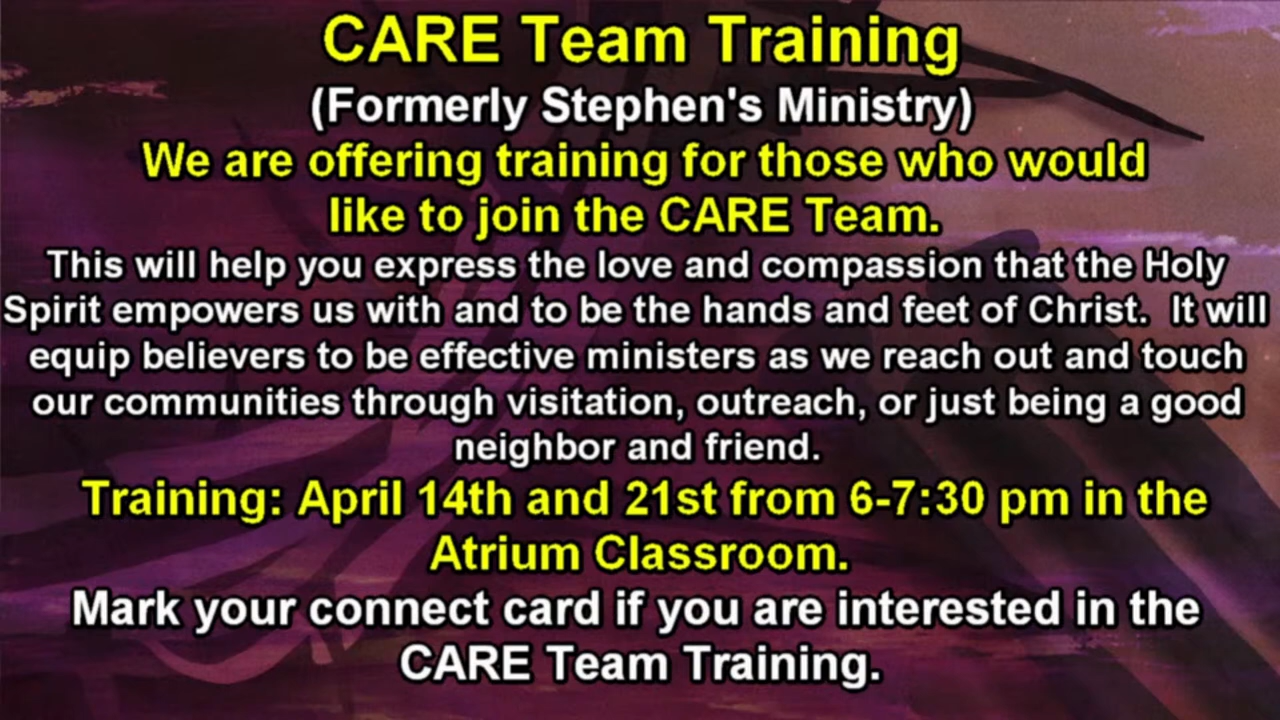 CARE Team Training
(Formerly Stephen's Ministry)
We are offering training for those who would
like to join the CARE Team.
This will help you express the love and compassion that the Holy
Spirit empowers us with and to be the hands and feet of Christ.  It will
equip believers to be effective ministers as we reach out and touch
our communities through visitation, outreach, or just being a good
neighbor and friend.
Training: April 14th and 21st from 6-7:30 pm in the
Atrium Classroom.
Mark your connect card if you are interested in the
CARE Team Training.